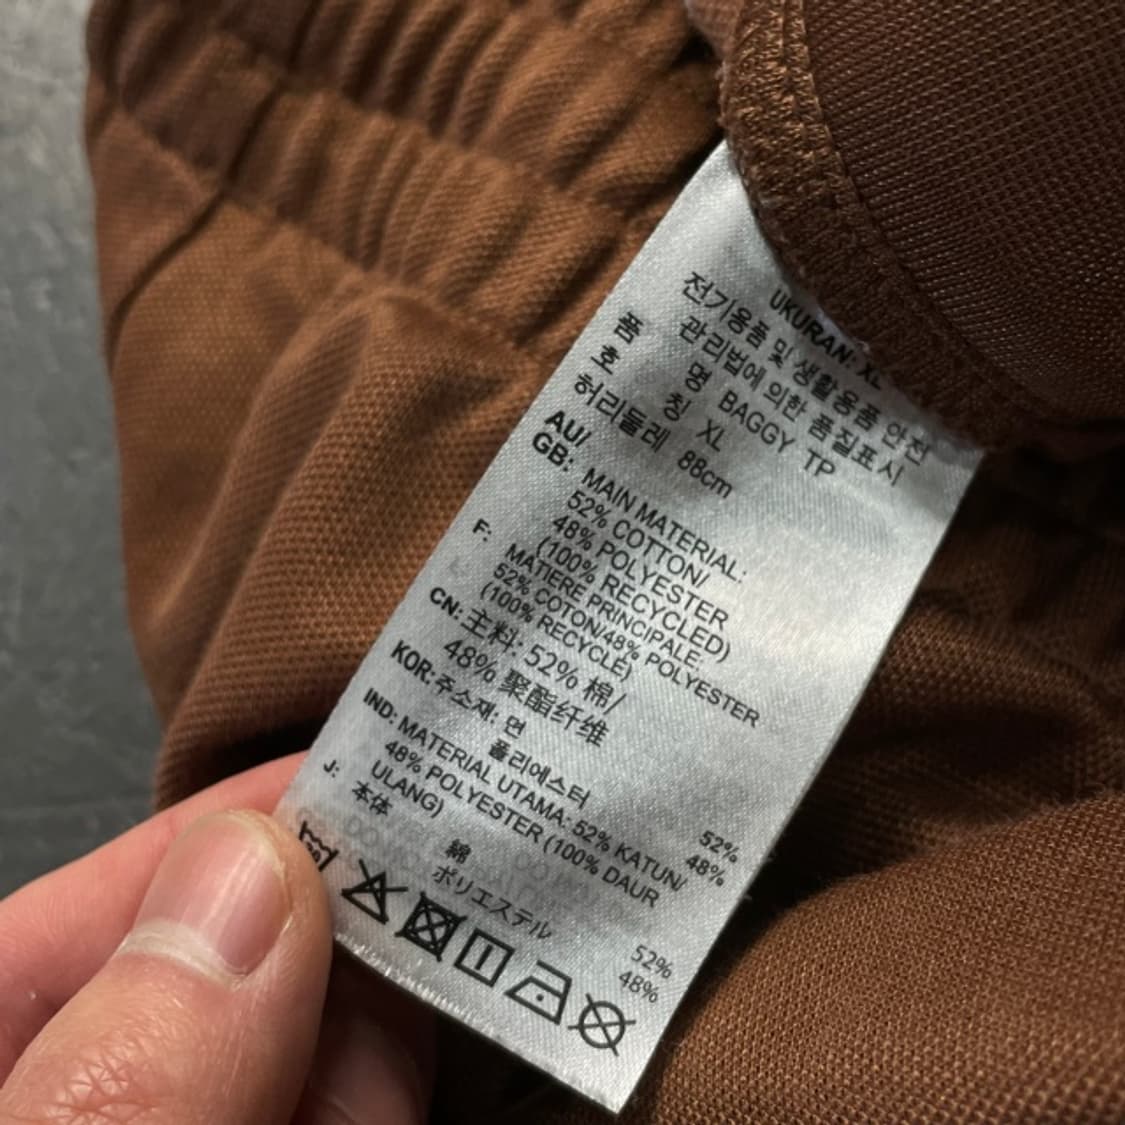 UKURAN: XL
전기용품 및 생활용품 안전
관리법에 의한 품질표시
품 명 BAGGY TP
호 칭 XL
허리둘레 88cm
AU/
GB: MAIN MATERIAL:
52% COTTON/
48% POLYESTER
(100% RECYCLED)
F: MATIERE PRINCIPALE:
52% COTON/48% POLYESTER
(100% RECYCLE)
CN: 主料: 52% 棉/
48% 聚酯纤维
KOR: 주소재: 면 52%
폴리에스터 48%
IND: MATERIAL UTAMA: 52% KATUN/
48% POLYESTER (100% DAUR
ULANG)
J: 本体
綿 52%
ポリエステル 48%